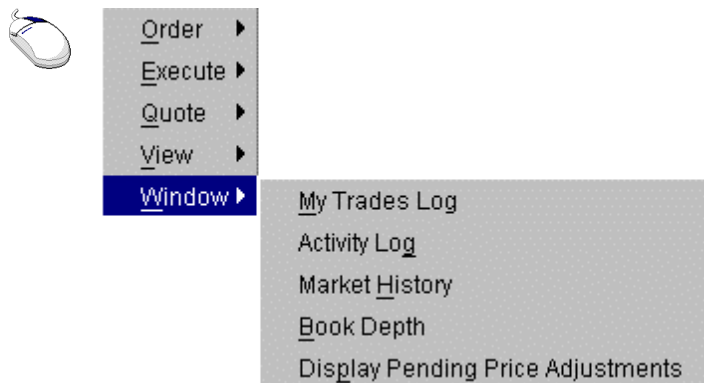 Order
Execute
Quote
View
Window
My Trades Log
Activity Log
Market History
Book Depth
Display Pending Price Adjustments